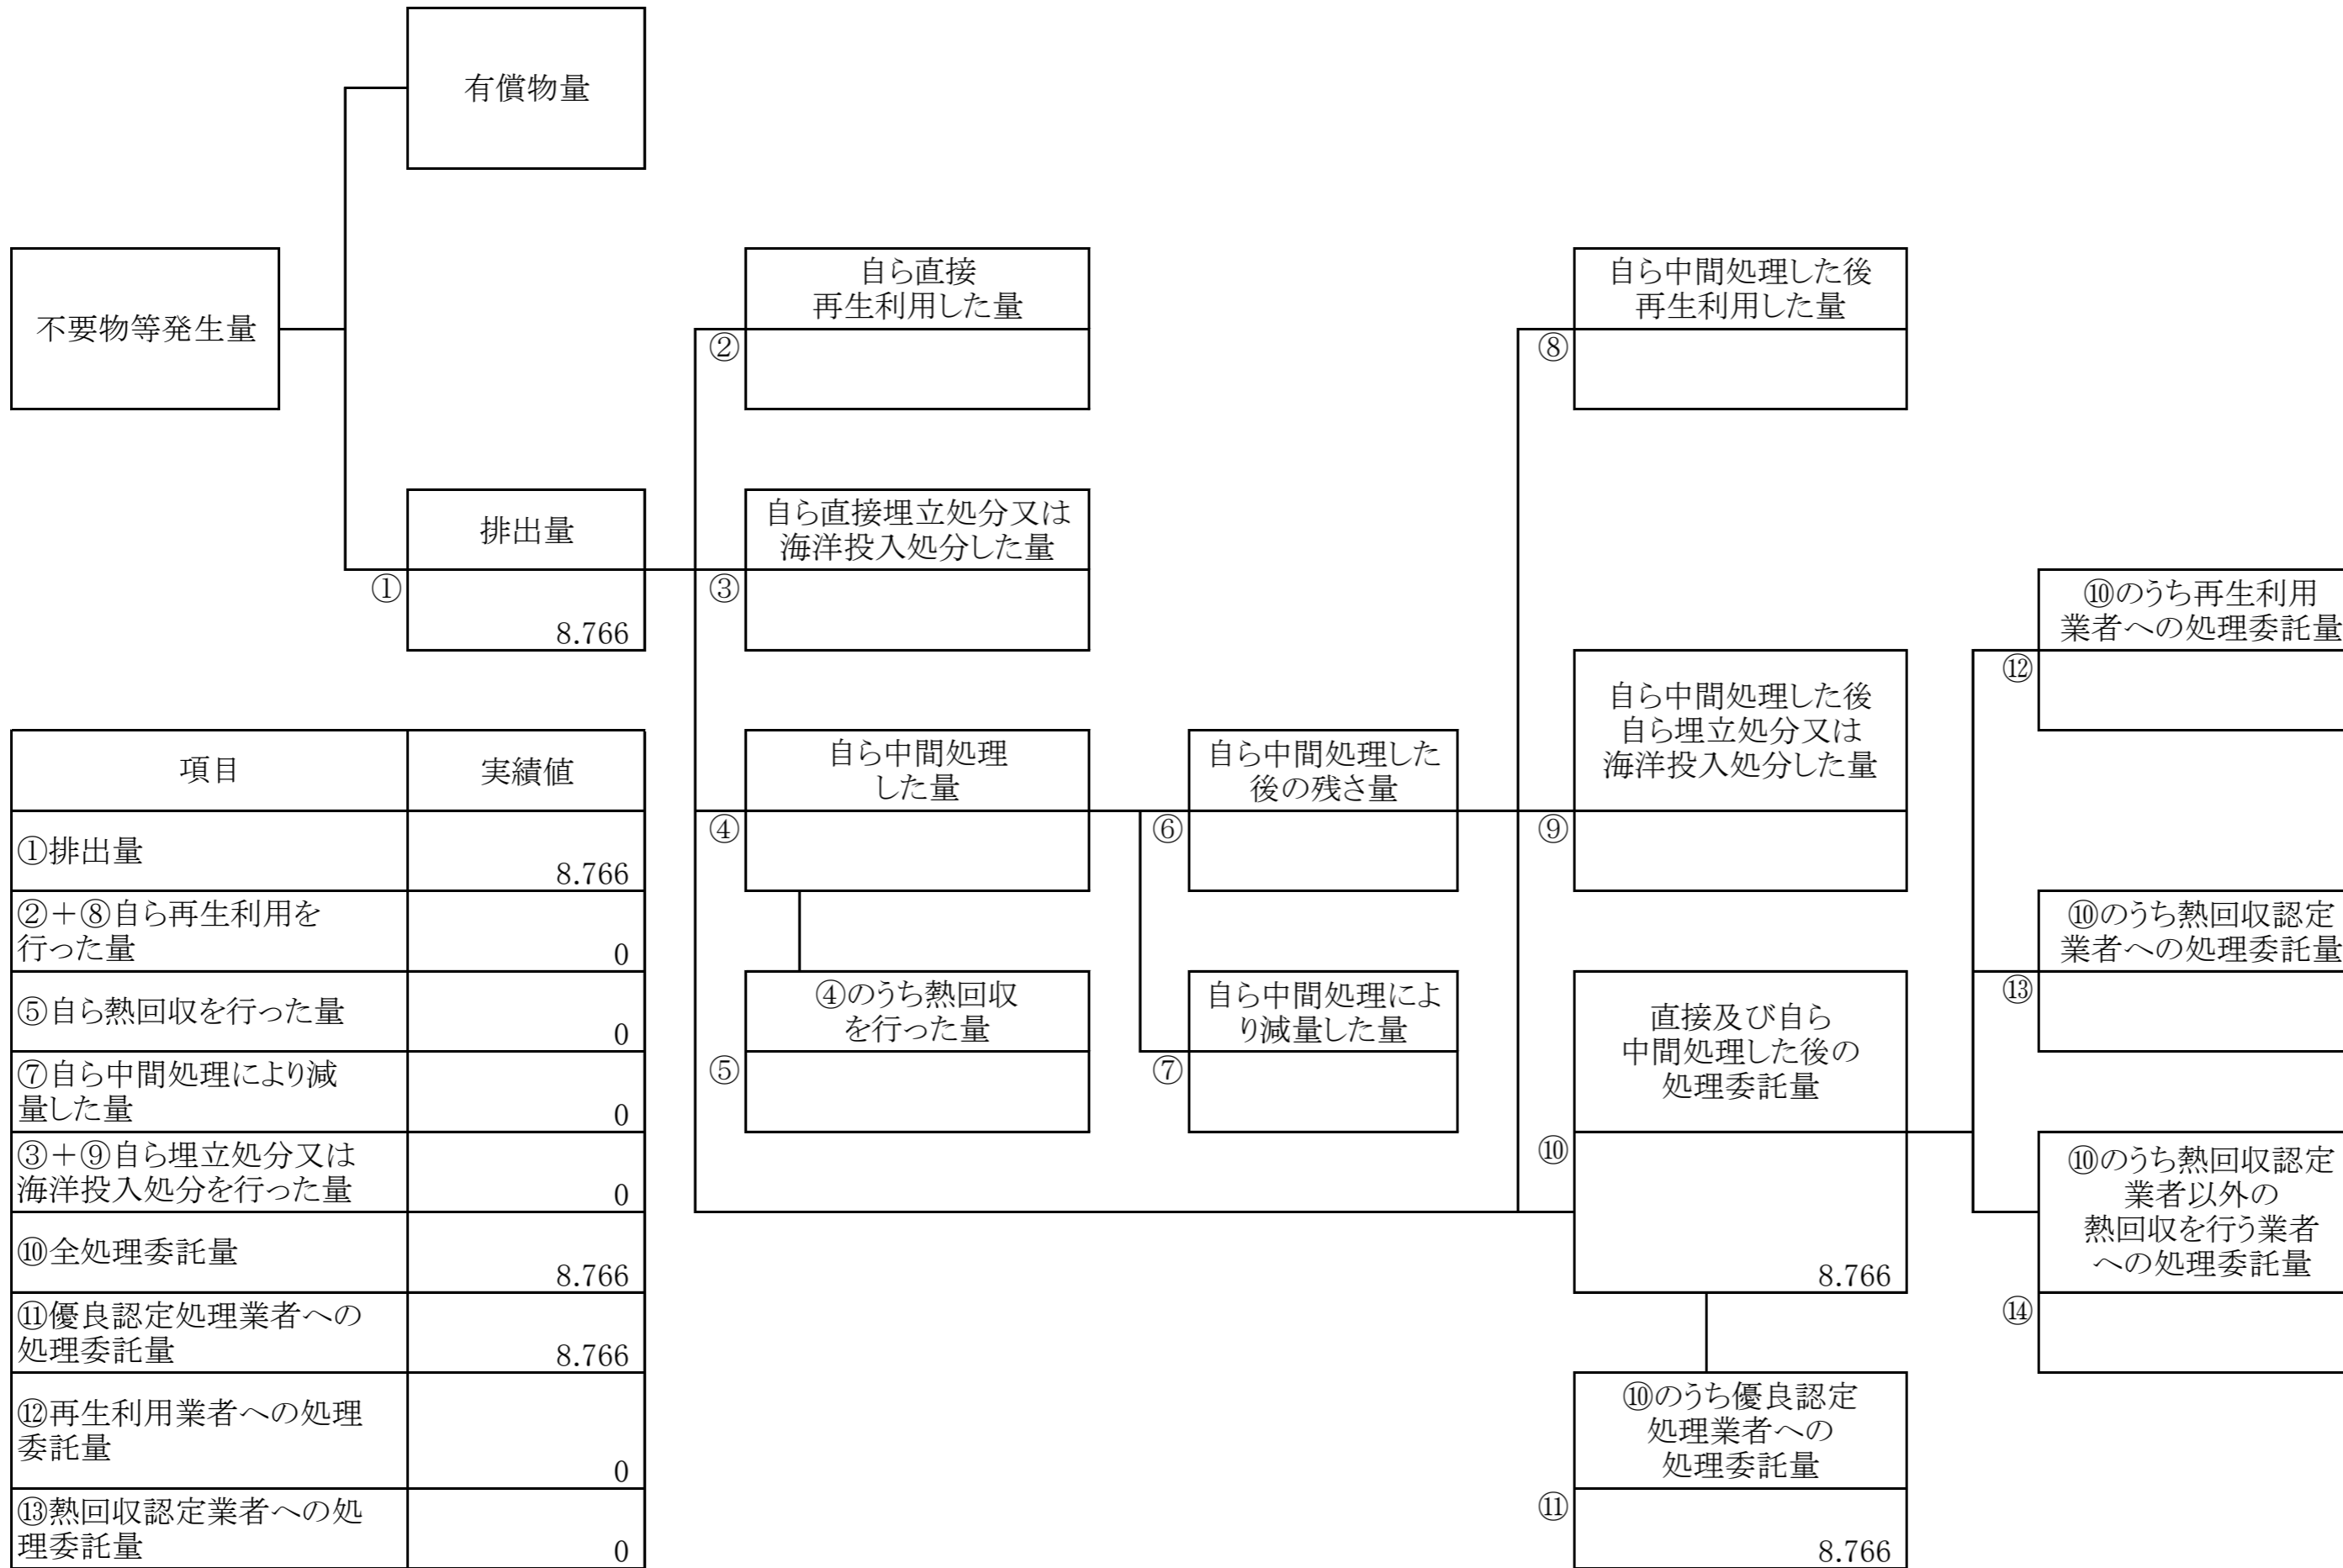 有償物量
不要物等発生量
自ら直接
再生利用した量
②
自ら中間処理した後
再生利用した量
⑧
排出量
①
8.766
自ら直接埋立処分又は
海洋投入処分した量
③
⑩のうち再生利用
業者への処理委託量
⑫
自ら中間処理した後
自ら埋立処分又は
海洋投入処分した量
⑨
自ら中間処理
した量
④
自ら中間処理した
後の残さ量
⑥
④のうち熱回収
を行った量
⑤
自ら中間処理によ
り減量した量
⑦
⑩のうち熱回収認定
業者への処理委託量
⑬
直接及び自ら
中間処理した後の
処理委託量
⑩
8.766
⑩のうち熱回収認定
業者以外の
熱回収を行う業者
への処理委託量
⑭
⑩のうち優良認定
処理業者への
処理委託量
⑪
8.766
項目 実績値
①排出量
8.766
②+⑧自ら再生利用を
行った量 0
⑤自ら熱回収を行った量
0
⑦自ら中間処理により減
量した量 0
③+⑨自ら埋立処分又は
海洋投入処分を行った量 0
⑩全処理委託量
8.766
⑪優良認定処理業者への
処理委託量 8.766
⑫再生利用業者への処理
委託量
0
⑬熱回収認定業者への処
理委託量 0